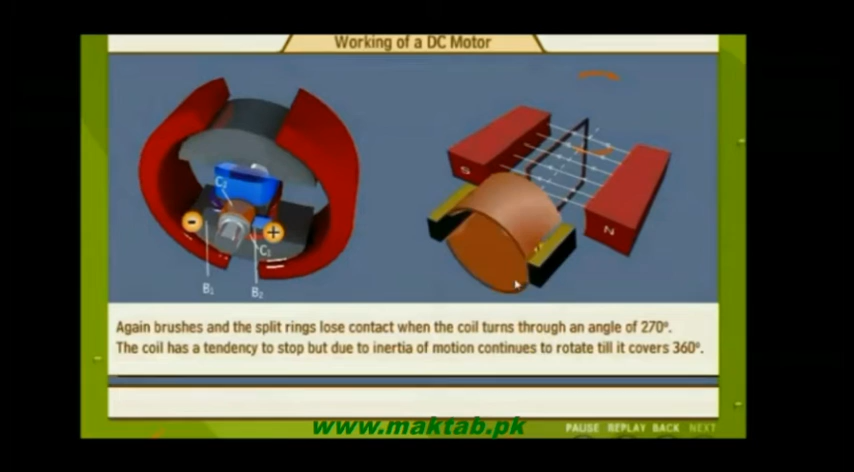 Working of a DC Motor
S
N
C₂
−
+
C₁
B₁
B₂
Again brushes and the split rings lose contact when the coil turns through an angle of 270°.
The coil has a tendency to stop but due to inertia of motion continues to rotate till it covers 360°.
www.maktab.pk
PAUSE REPLAY BACK NEXT